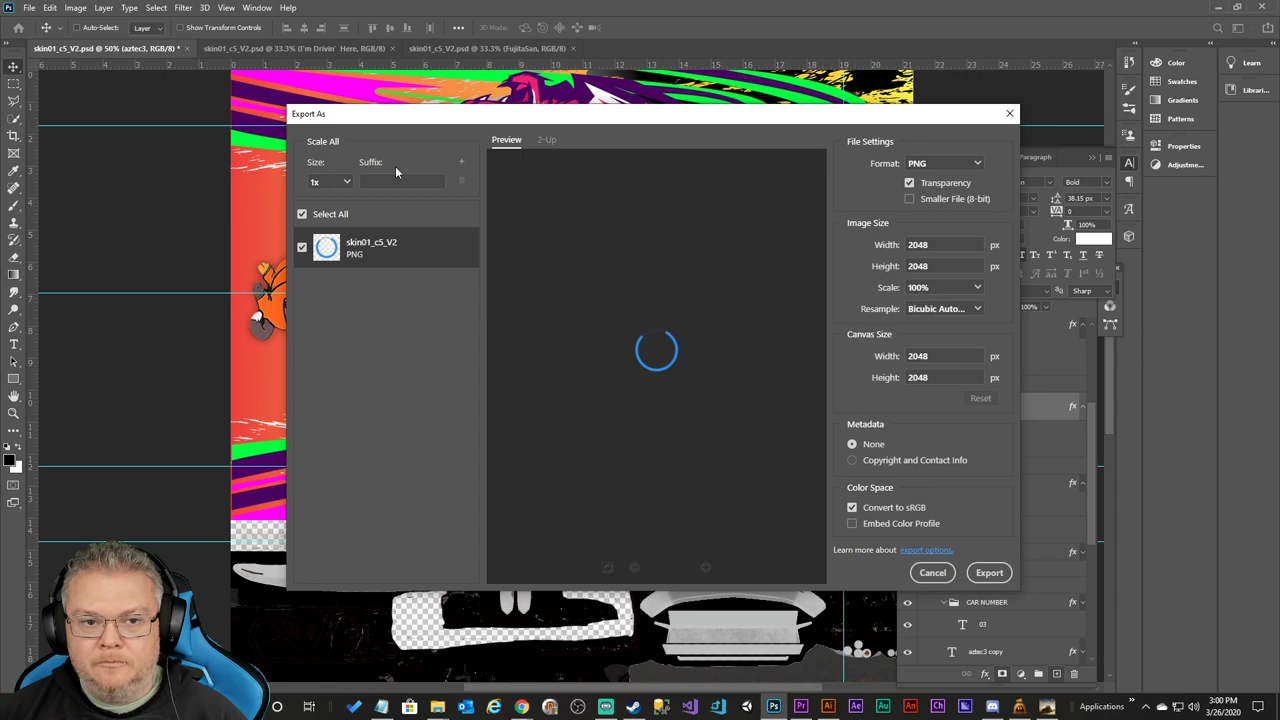 File Edit Image Layer Type Select Filter 3D View Window Help
Auto-Select: Layer Show Transform Controls 3D Mode:
skin01_c5_V2.psd @ 50% (aztec3, RGB/8) * skin01_c5_V2.psd @ 33.3% (I'm Drivin' Here, RGB/8) skin01_c5_V2.psd @ 33.3% (FujitaSan, RGB/8)
Color
Learn
Swatches
Librari...
Gradients
Patterns
Properties
Adjustme...
Paragraph
Bold
38.15 px
0
100%
Color:
Sharp
100%
Export As
Scale All
Size: Suffix:
1x
Select All
skin01_c5_V2
PNG
Preview 2-Up
File Settings
Format: PNG
Transparency
Smaller File (8-bit)
Image Size
Width: 2048 px
Height: 2048 px
Scale: 100%
Resample: Bicubic Auto...
Canvas Size
Width: 2048 px
Height: 2048 px
Reset
Metadata
None
Copyright and Contact Info
Color Space
Convert to sRGB
Embed Color Profile
Learn more about export options.
Cancel Export
CAR NUMBER
03
aztec3 copy
Applications
3:00 PM
3/26/2020